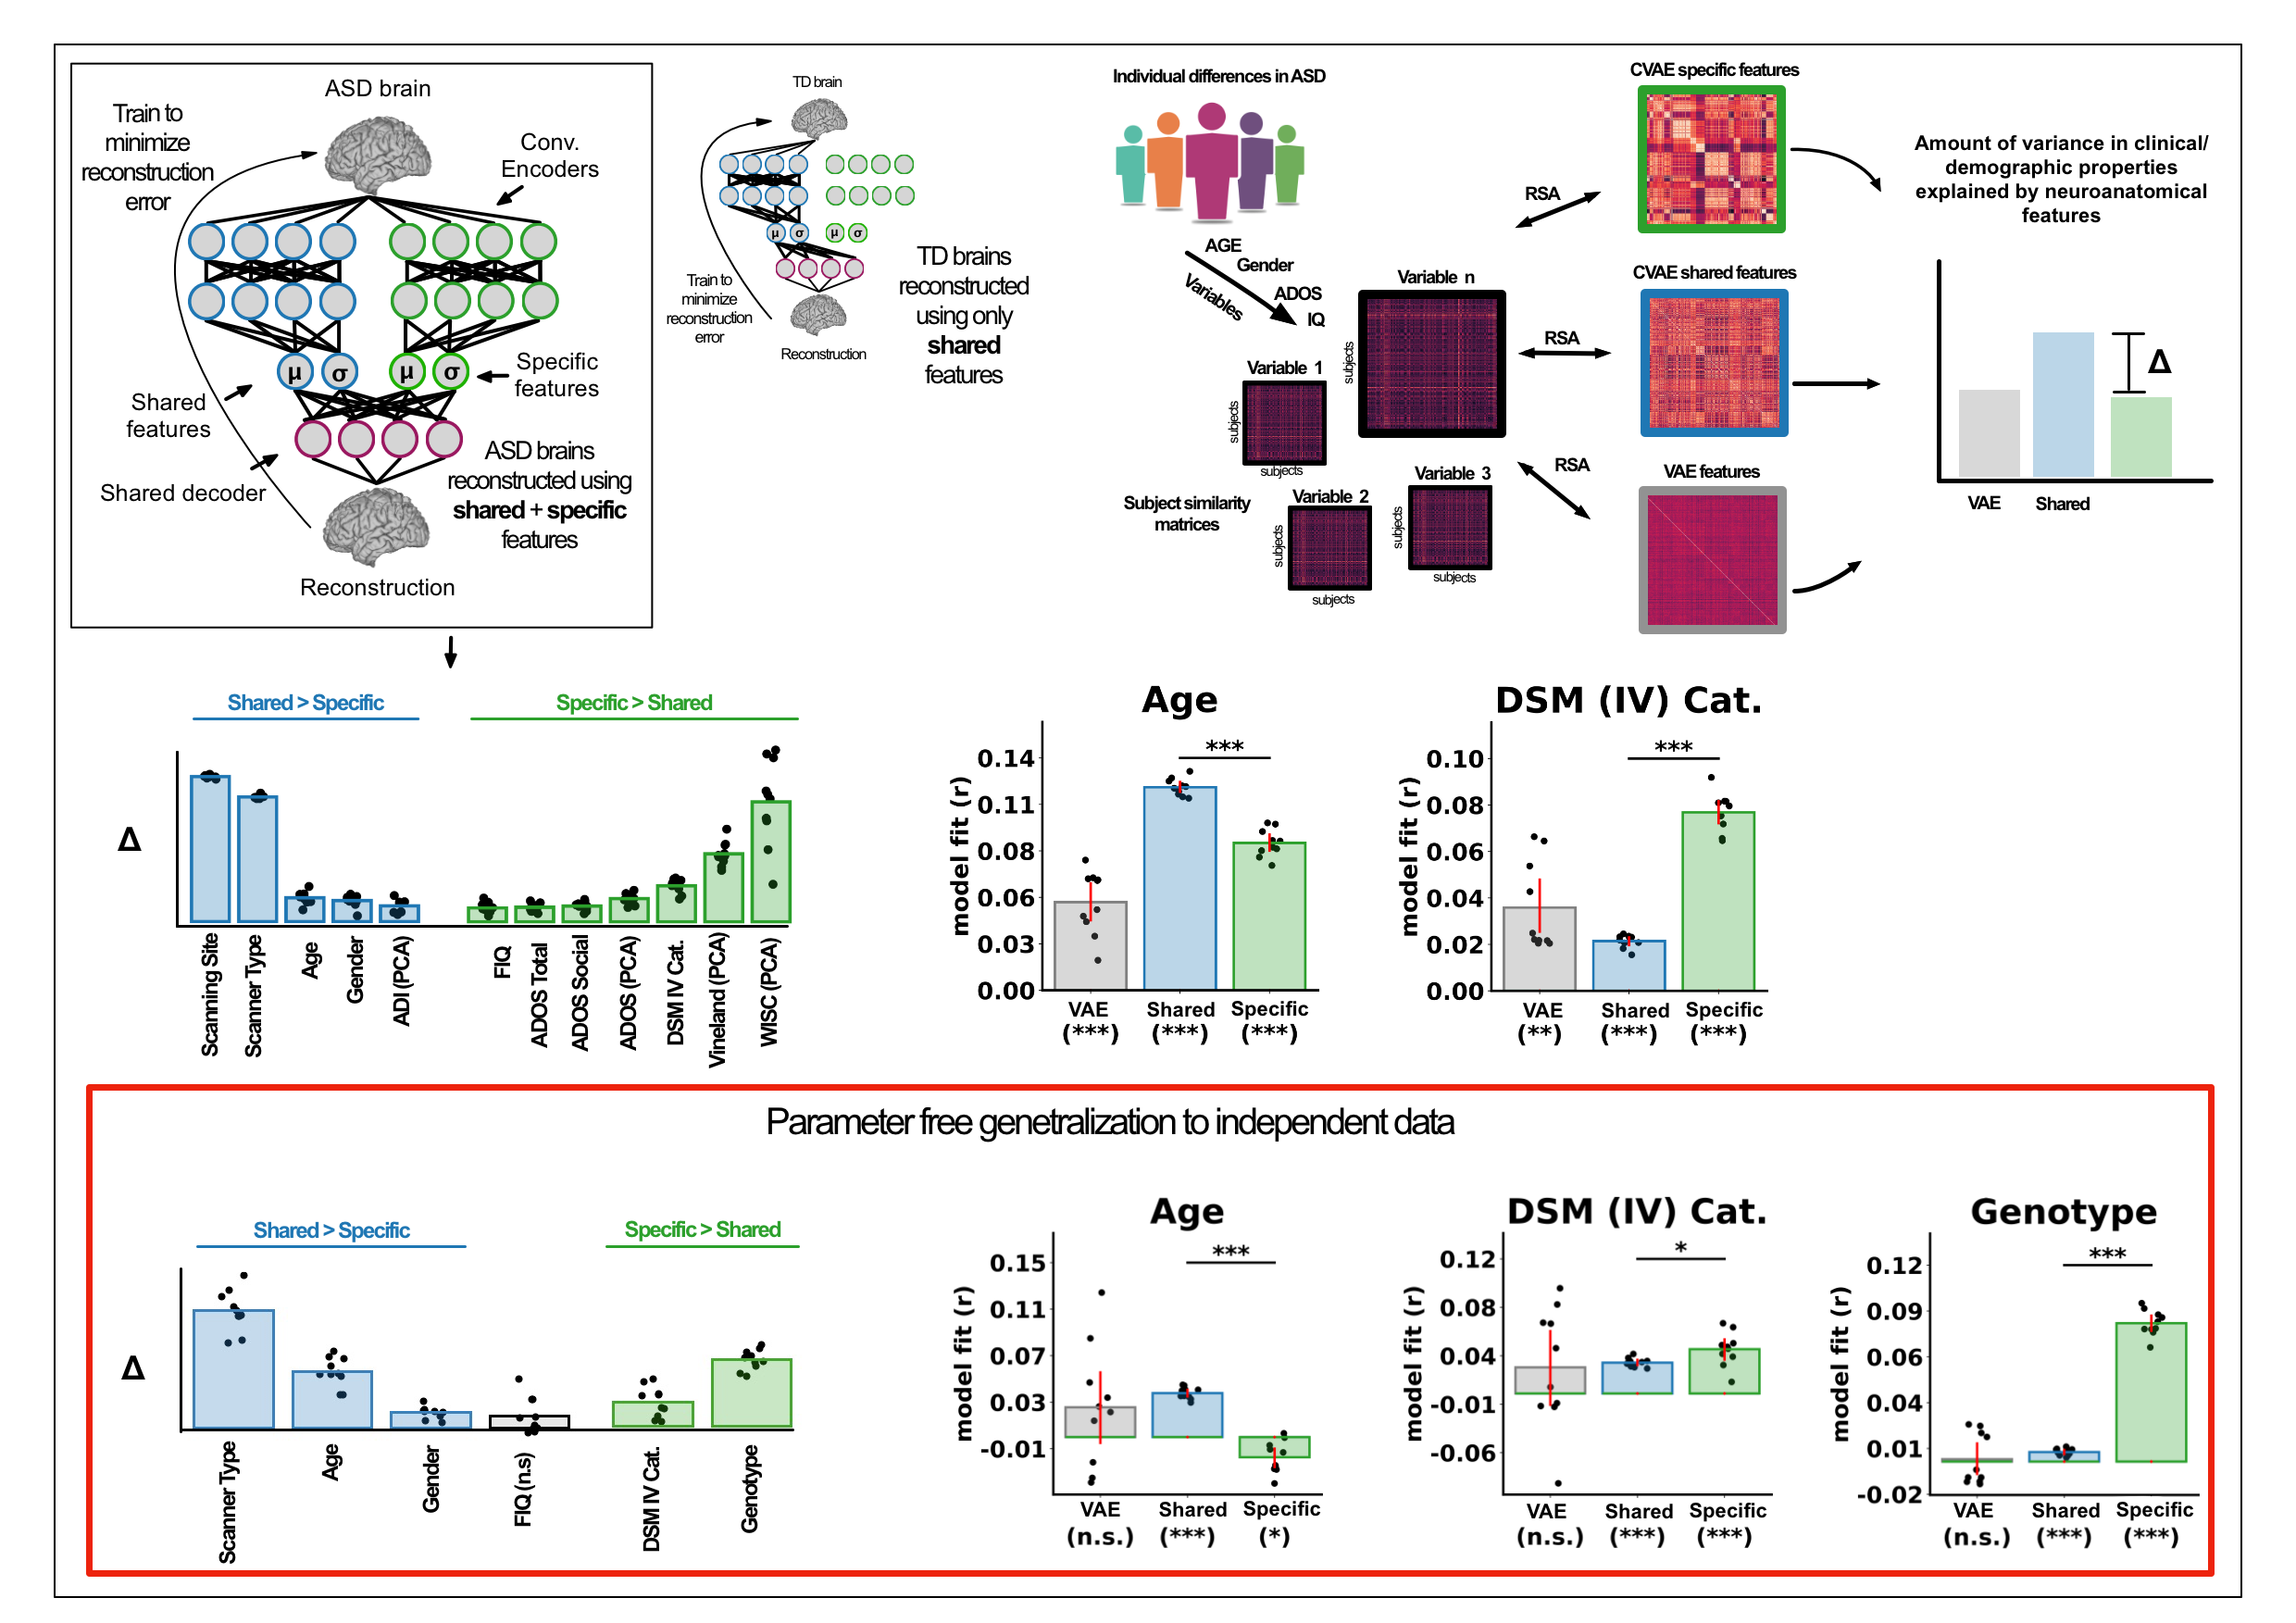 ASD brain
Train to
minimize
reconstruction
error
Conv.
Encoders
μ
σ
μ
σ
Specific
features
Shared
features
Shared decoder
ASD brains
reconstructed using
shared + specific
features
Reconstruction
TD brain
μ
σ
μ
σ
Train to
minimize
reconstruction
error
Reconstruction
TD brains
reconstructed
using only
shared
features
Individual differences in ASD
AGE
Gender
ADOS
IQ
Variables
Variable 1
subjects
subjects
Variable n
subjects
Variable 2
subjects
subjects
Variable 3
subjects
subjects
Subject similarity
matrices
RSA
RSA
RSA
CVAE specific features
CVAE shared features
VAE features
Amount of variance in clinical/
demographic properties
explained by neuroanatomical
features
Δ
VAE
Shared
Shared > Specific
Specific > Shared
Δ
Scanning Site
Scanner Type
Age
Gender
ADI (PCA)
FIQ
ADOS Total
ADOS Social
ADOS (PCA)
DSM IV Cat.
Vineland (PCA)
WISC (PCA)
Age
model fit (r)
0.14
0.11
0.08
0.06
0.03
0.00
***
VAE
Shared
Specific
(***)
(***)
(***)
DSM (IV) Cat.
model fit (r)
0.10
0.08
0.06
0.04
0.02
0.00
***
VAE
Shared
Specific
(**)
(***)
(***)
Parameter free genetralization to independent data
Shared > Specific
Specific > Shared
Δ
Scanner Type
Age
Gender
FIQ (n.s)
DSM IV Cat.
Genotype
Age
model fit (r)
0.15
0.11
0.07
0.03
-0.01
***
VAE
Shared
Specific
(n.s.)
(***)
(*)
DSM (IV) Cat.
model fit (r)
0.12
0.08
0.04
-0.01
-0.06
*
VAE
Shared
Specific
(n.s.)
(***)
(***)
Genotype
model fit (r)
0.12
0.09
0.06
0.04
0.01
-0.02
***
VAE
Shared
Specific
(n.s.)
(***)
(***)